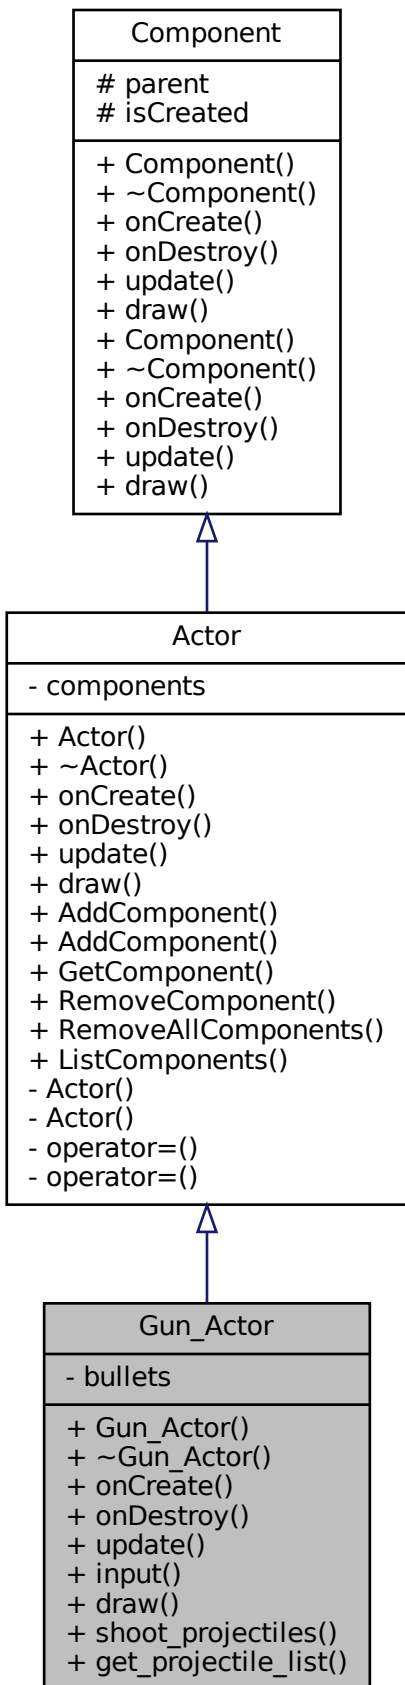 Component
# parent
# isCreated
+ Component()
+ ~Component()
+ onCreate()
+ onDestroy()
+ update()
+ draw()
+ Component()
+ ~Component()
+ onCreate()
+ onDestroy()
+ update()
+ draw()
Actor
- components
+ Actor()
+ ~Actor()
+ onCreate()
+ onDestroy()
+ update()
+ draw()
+ AddComponent()
+ AddComponent()
+ GetComponent()
+ RemoveComponent()
+ RemoveAllComponents()
+ ListComponents()
- Actor()
- Actor()
- operator=()
- operator=()
Gun_Actor
- bullets
+ Gun_Actor()
+ ~Gun_Actor()
+ onCreate()
+ onDestroy()
+ update()
+ input()
+ draw()
+ shoot_projectiles()
+ get_projectile_list()